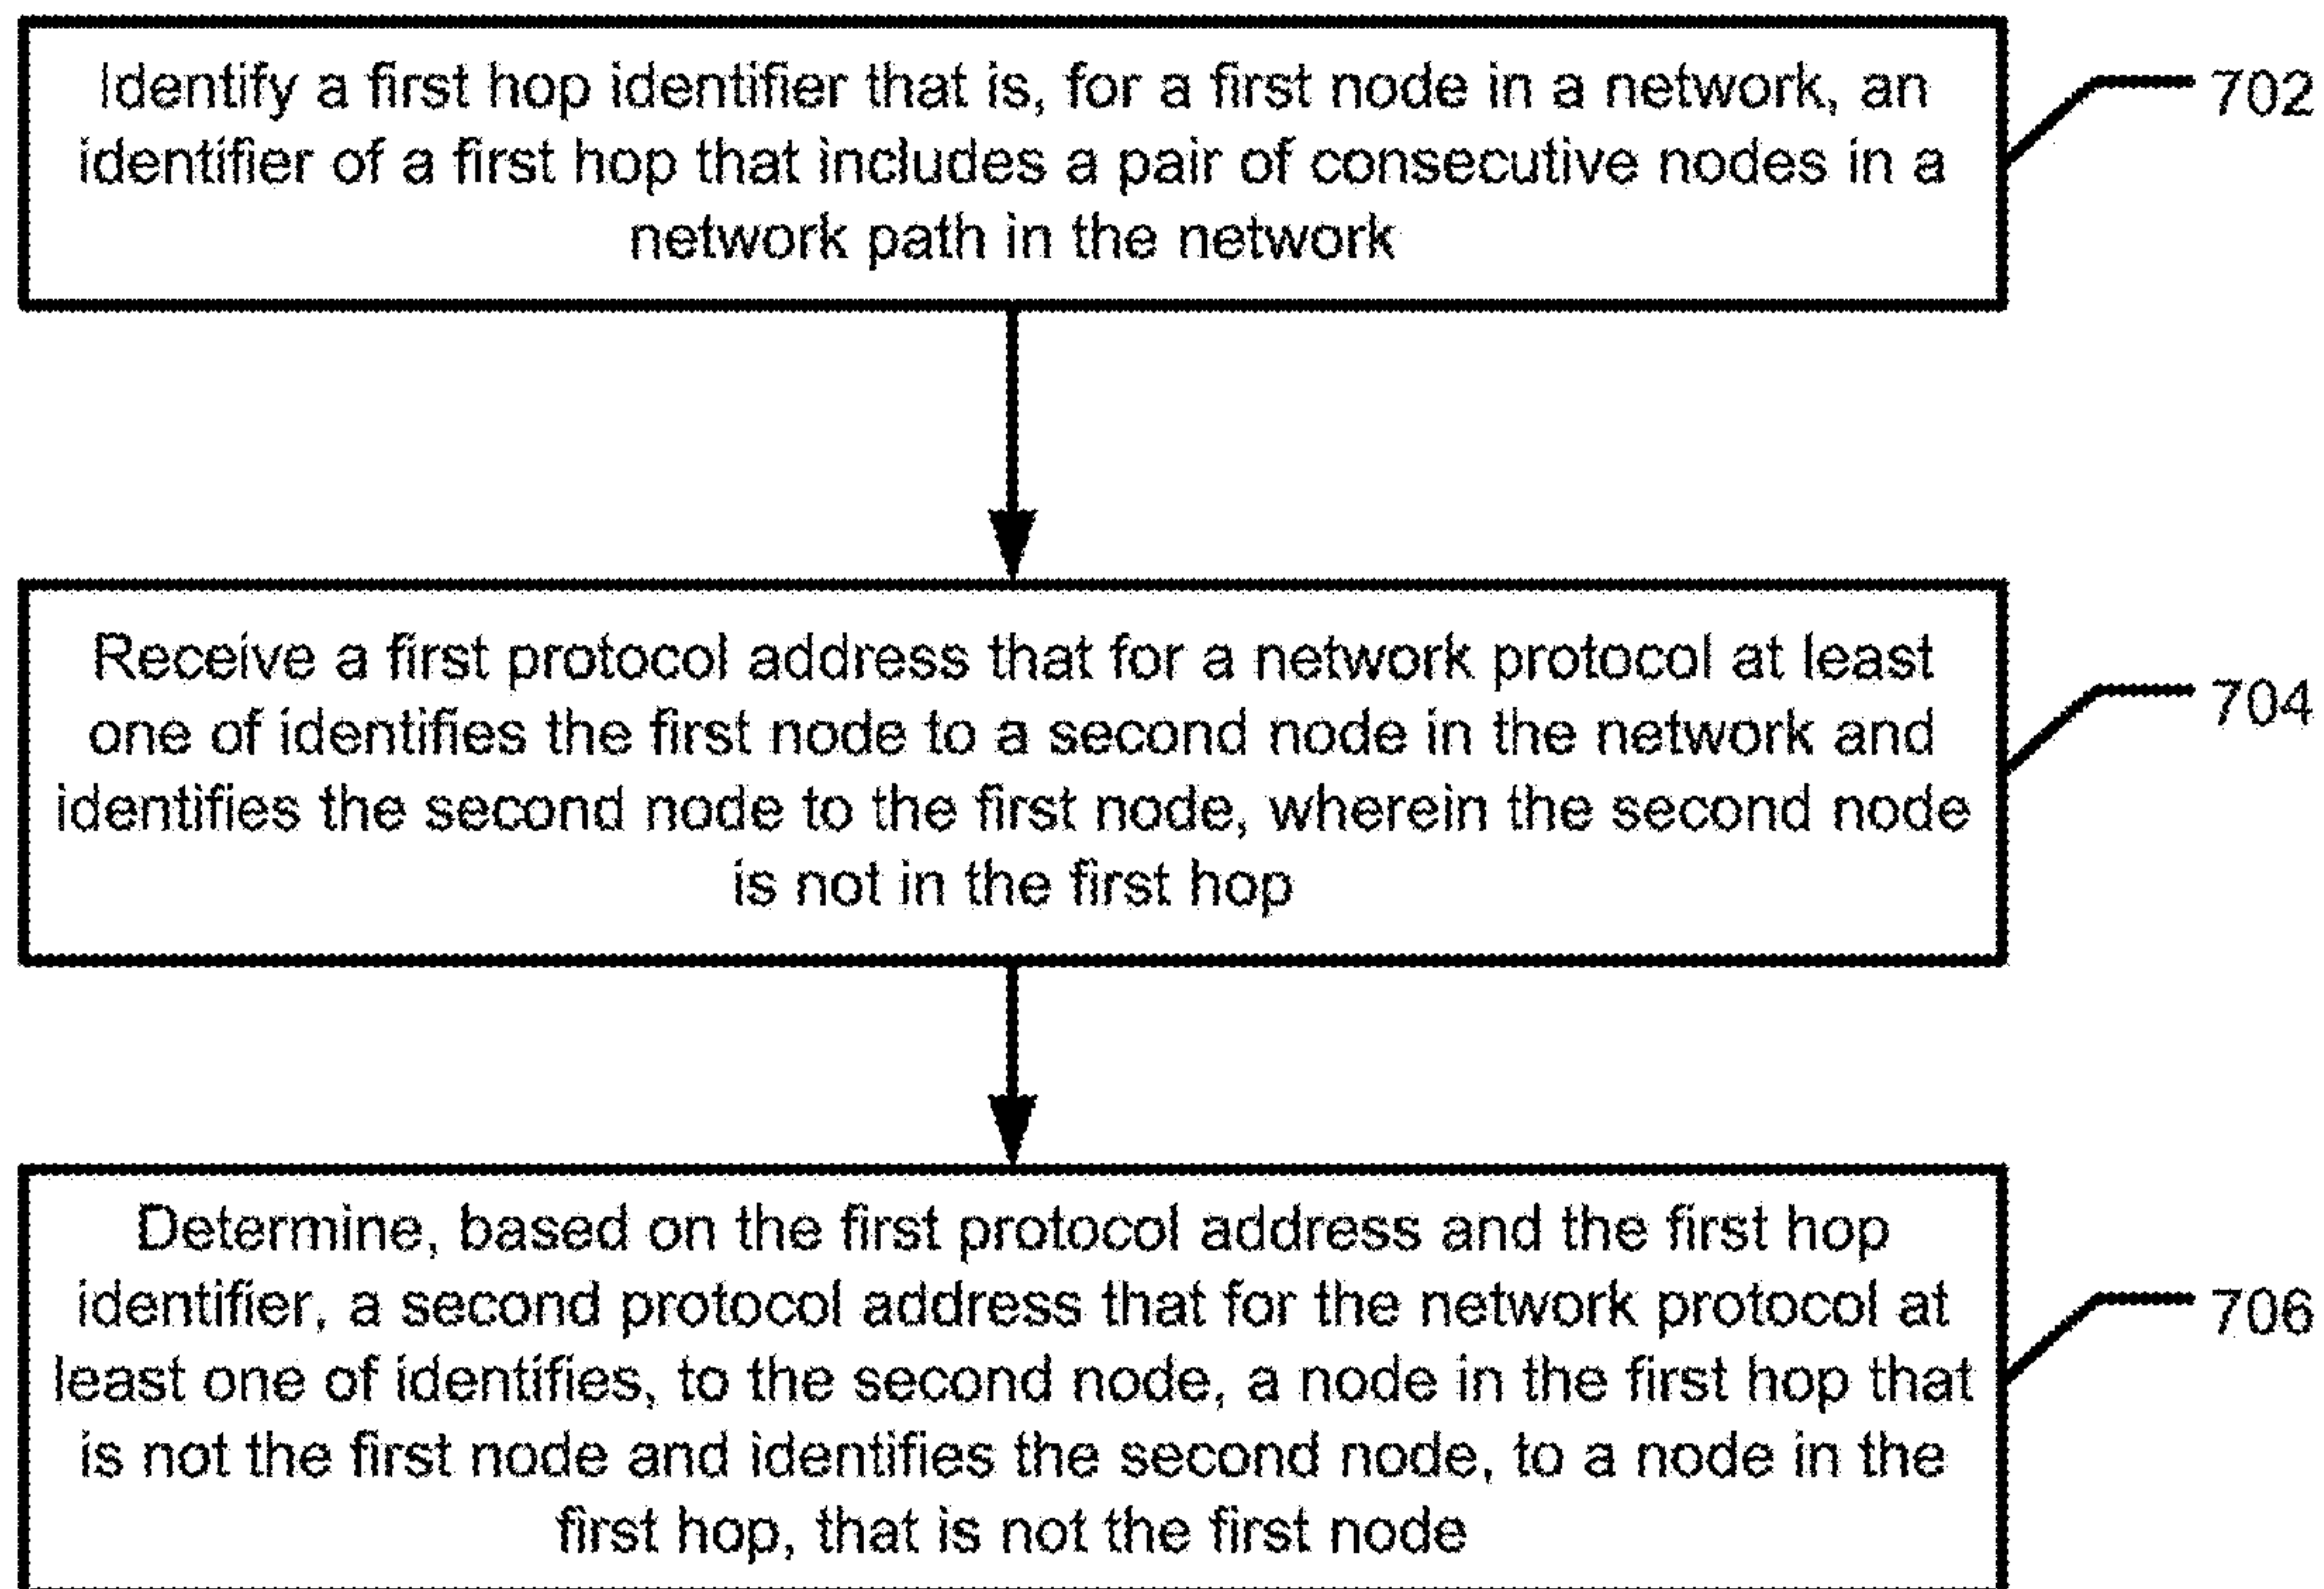 Identify a first hop identifier that is, for a first node in a network, an
identifier of a first hop that includes a pair of consecutive nodes in a
network path in the network
702
Receive a first protocol address that for a network protocol at least
one of identifies the first node to a second node in the network and
identifies the second node to the first node, wherein the second node
is not in the first hop
704
Determine, based on the first protocol address and the first hop
identifier, a second protocol address that for the network protocol at
least one of identifies, to the second node, a node in the first hop that
is not the first node and identifies the second node, to a node in the
first hop, that is not the first node
706